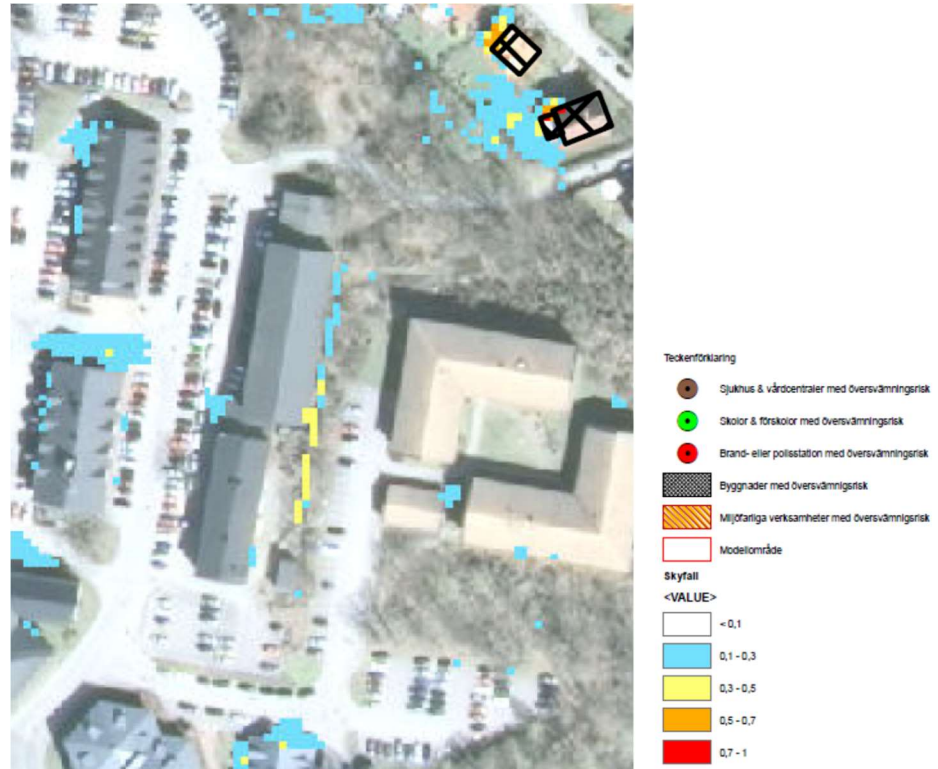 Teckenförklaring
Sjukhus & vårdcentraler med översvämningsrisk
Skolor & förskolor med översvämningsrisk
Brand- eller polisstation med översvämningsrisk
Byggnader med översvämnigsrisk
Miljöfarliga verksamheter med översvämningsrisk
Modellområde
Skyfall
<VALUE>
< 0,1
0,1 - 0,3
0,3 - 0,5
0,5 - 0,7
0,7 - 1